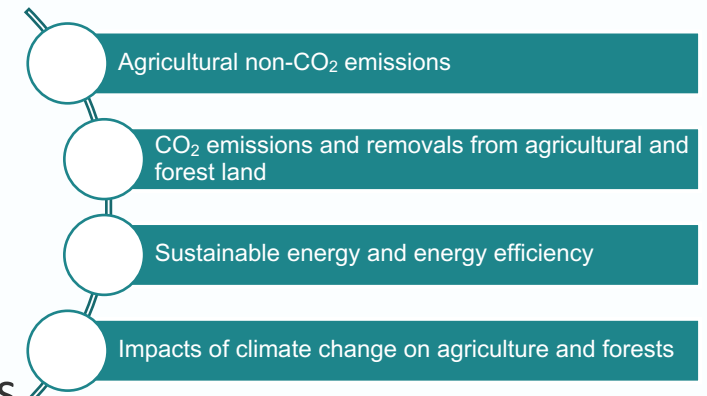 Agricultural non-CO₂ emissions
CO₂ emissions and removals from agricultural and
forest land
Sustainable energy and energy efficiency
Impacts of climate change on agriculture and forests
s